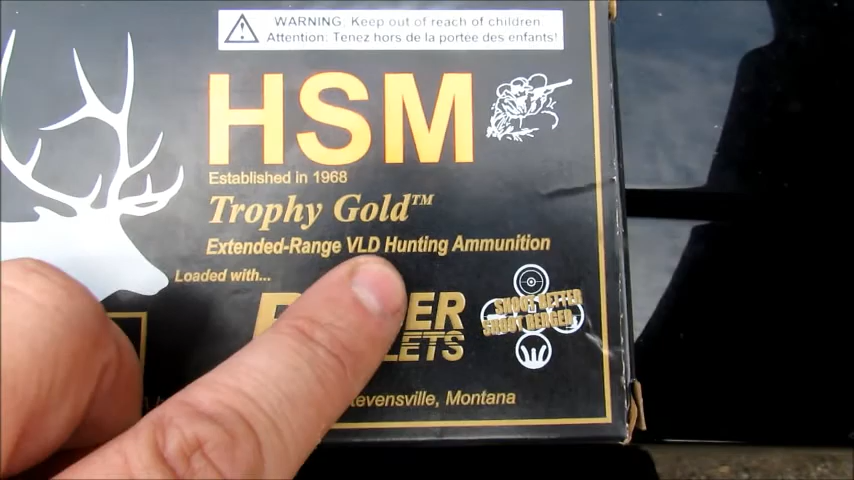 WARNING. Keep out of reach of children.
Attention: Tenez hors de la portee des enfants!
HSM
Established in 1968
Trophy Gold™
Extended-Range VLD Hunting Ammunition
Loaded with...
SHOOT BETTER
SHOOT BERGER
Montana